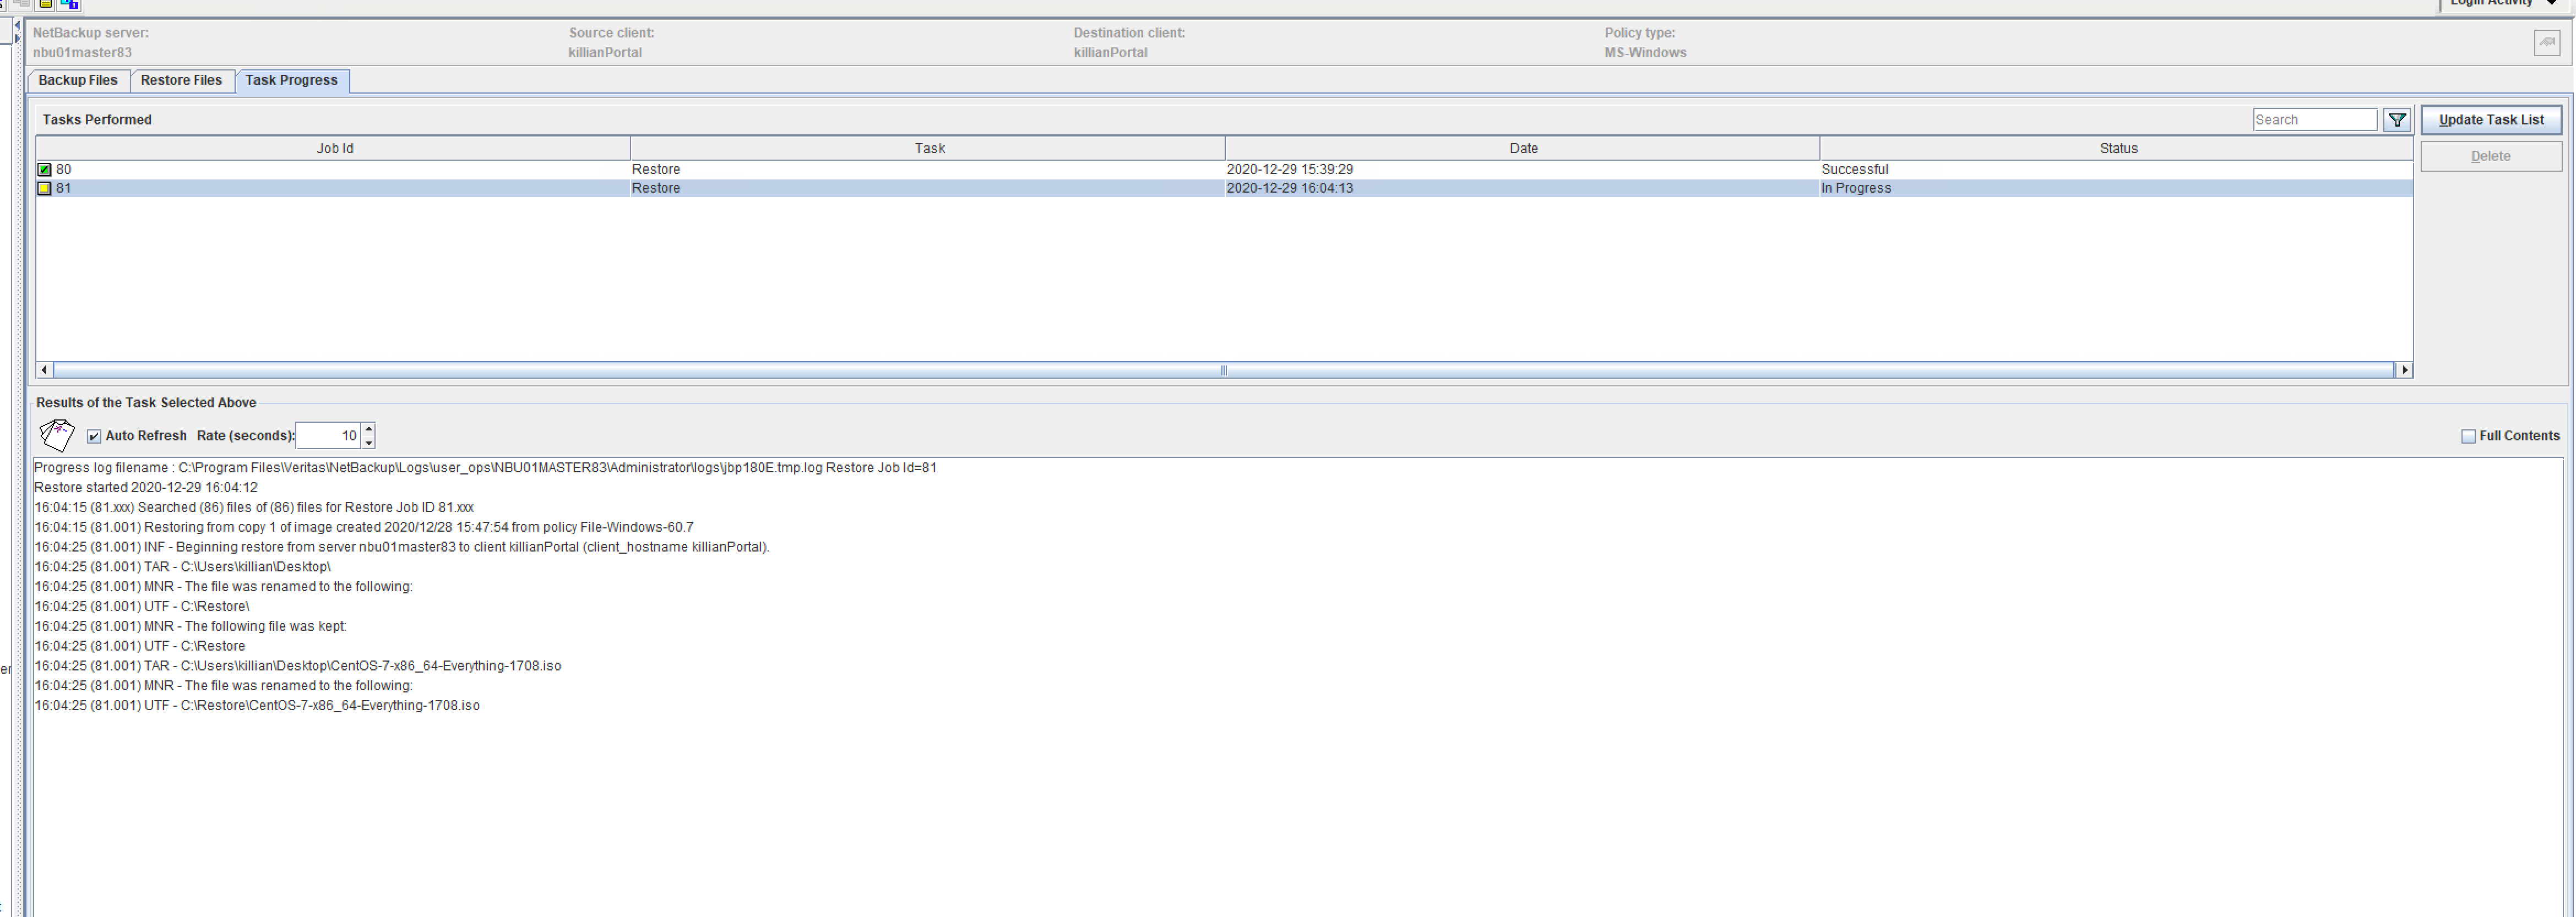 Login Activity
NetBackup server: Source client: Destination client: Policy type:
nbu01master83 killianPortal killianPortal MS-Windows
Backup Files Restore Files Task Progress
Tasks Performed Search Update Task List
Job Id Task Date Status
Delete
80 Restore 2020-12-29 15:39:29 Successful
81 Restore 2020-12-29 16:04:13 In Progress
Results of the Task Selected Above
Auto Refresh Rate (seconds): 10 Full Contents
Progress log filename : C:\Program Files\Veritas\NetBackup\Logs\user_ops\NBU01MASTER83\Administrator\logs\jbp180E.tmp.log Restore Job Id=81
Restore started 2020-12-29 16:04:12
16:04:15 (81.xxx) Searched (86) files of (86) files for Restore Job ID 81.xxx
16:04:15 (81.001) Restoring from copy 1 of image created 2020/12/28 15:47:54 from policy File-Windows-60.7
16:04:25 (81.001) INF - Beginning restore from server nbu01master83 to client killianPortal (client_hostname killianPortal).
16:04:25 (81.001) TAR - C:\Users\killian\Desktop\
16:04:25 (81.001) MNR - The file was renamed to the following:
16:04:25 (81.001) UTF - C:\Restore\
16:04:25 (81.001) MNR - The following file was kept:
16:04:25 (81.001) UTF - C:\Restore
er
16:04:25 (81.001) TAR - C:\Users\killian\Desktop\CentOS-7-x86_64-Everything-1708.iso
16:04:25 (81.001) MNR - The file was renamed to the following:
16:04:25 (81.001) UTF - C:\Restore\CentOS-7-x86_64-Everything-1708.iso